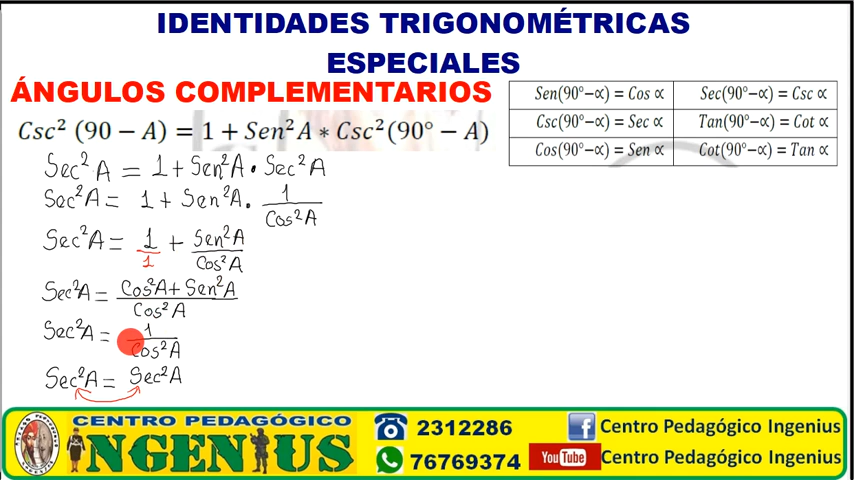 IDENTIDADES TRIGONOMÉTRICAS
ESPECIALES
ÁNGULOS COMPLEMENTARIOS
Sen(90°−∝) = Cos ∝ Sec(90°−∝) = Csc ∝
Csc(90°−∝) = Sec ∝ Tan(90°−∝) = Cot ∝
Cos(90°−∝) = Sen ∝ Cot(90°−∝) = Tan ∝
Csc² (90 − A) = 1 + Sen²A ∗ Csc²(90° − A)
Sec²A = 1 + Sen²A · Sec²A
Sec²A = 1 + Sen²A · 1/Cos²A
Sec²A = 1/1 + Sen²A/Cos²A
Sec²A = Cos²A + Sen²A/Cos²A
Sec²A = 1/Cos²A
Sec²A = Sec²A
CENTRO PEDAGÓGICO
INGENIUS
2312286
76769374
Centro Pedagógico Ingenius
YouTube Centro Pedagógico Ingenius